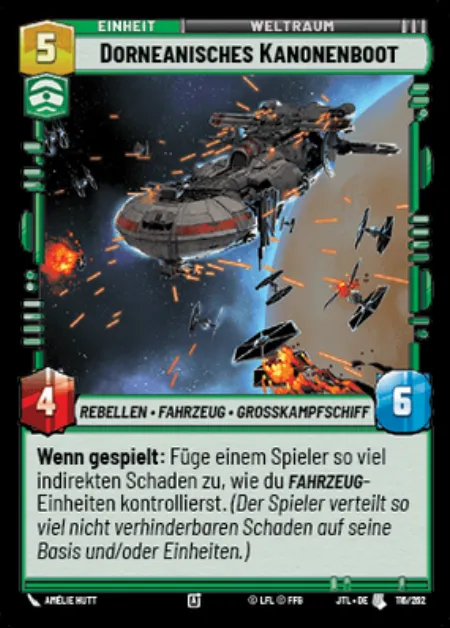 EINHEIT WELTRAUM
5 DORNEANISCHES KANONENBOOT
4 REBELLEN • FAHRZEUG • GROSSKAMPFSCHIFF 6
Wenn gespielt: Füge einem Spieler so viel
indirekten Schaden zu, wie du FAHRZEUG-
Einheiten kontrollierst. (Der Spieler verteilt so
viel nicht verhinderbaren Schaden auf seine
Basis und/oder Einheiten.)
AMÉLIE HUTT A © LFL © FFG JTL • DE 116/262